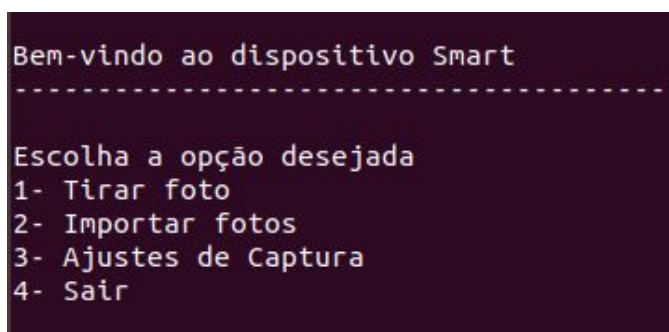 Bem-vindo ao dispositivo Smart
---------------------------------------
Escolha a opção desejada
1- Tirar foto
2- Importar fotos
3- Ajustes de Captura
4- Sair